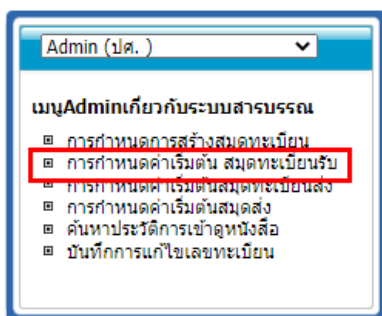 Admin (ปศ. )
เมนูAdminเกี่ยวกับระบบสารบรรณ
การกำหนดการสร้างสมุดทะเบียน
การกำหนดค่าเริ่มต้น สมุดทะเบียนรับ
การกำหนดค่าเริ่มต้นสมุดทะเบียนส่ง
การกำหนดค่าเริ่มต้นสมุดส่ง
ค้นหาประวัติการเข้าดูหนังสือ
บันทึกการแก้ไขเลขทะเบียน